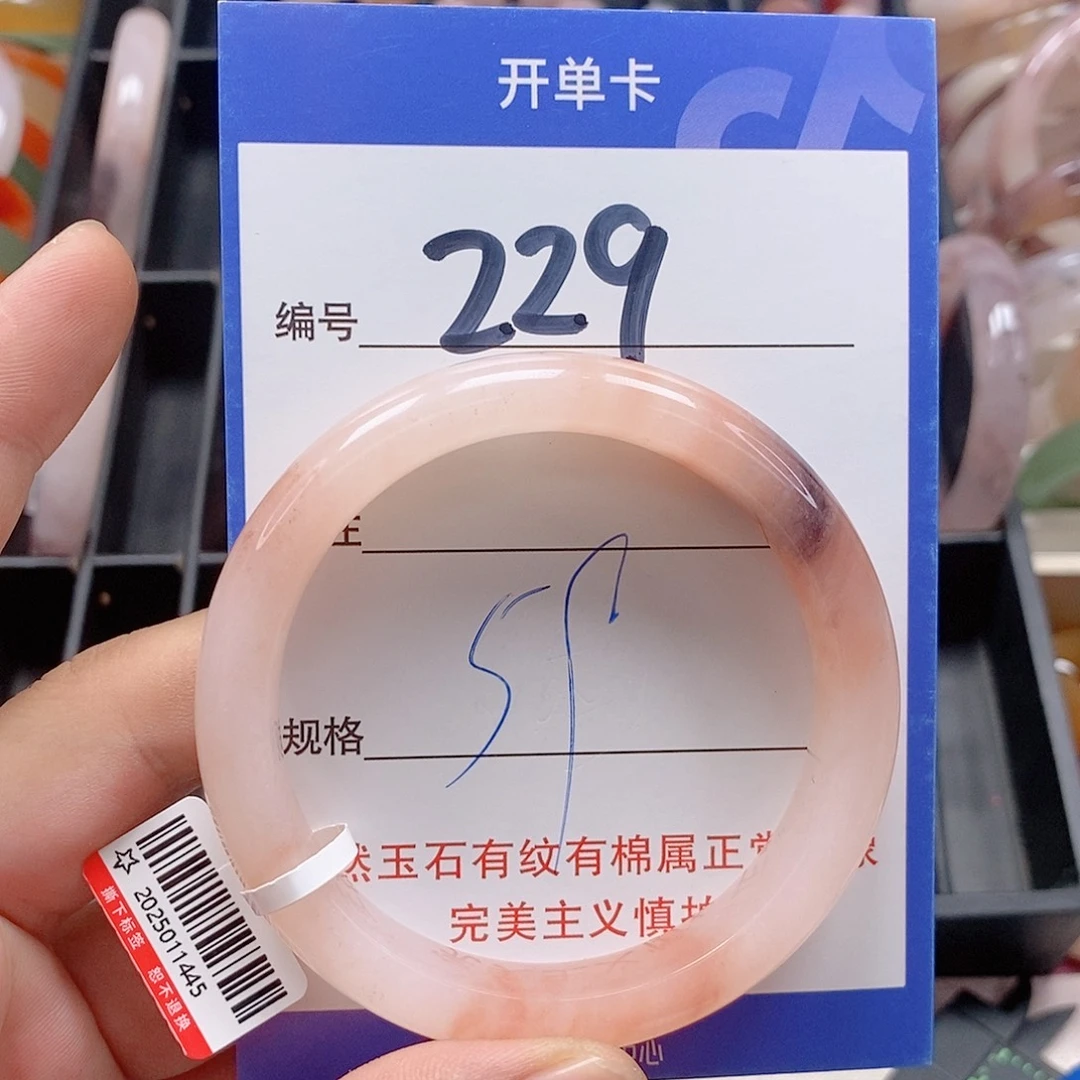 开单卡
编号 229
规格 55
然玉石有纹有棉属正常
完美主义慎拍
2025011445
撕下标签 恕不退换